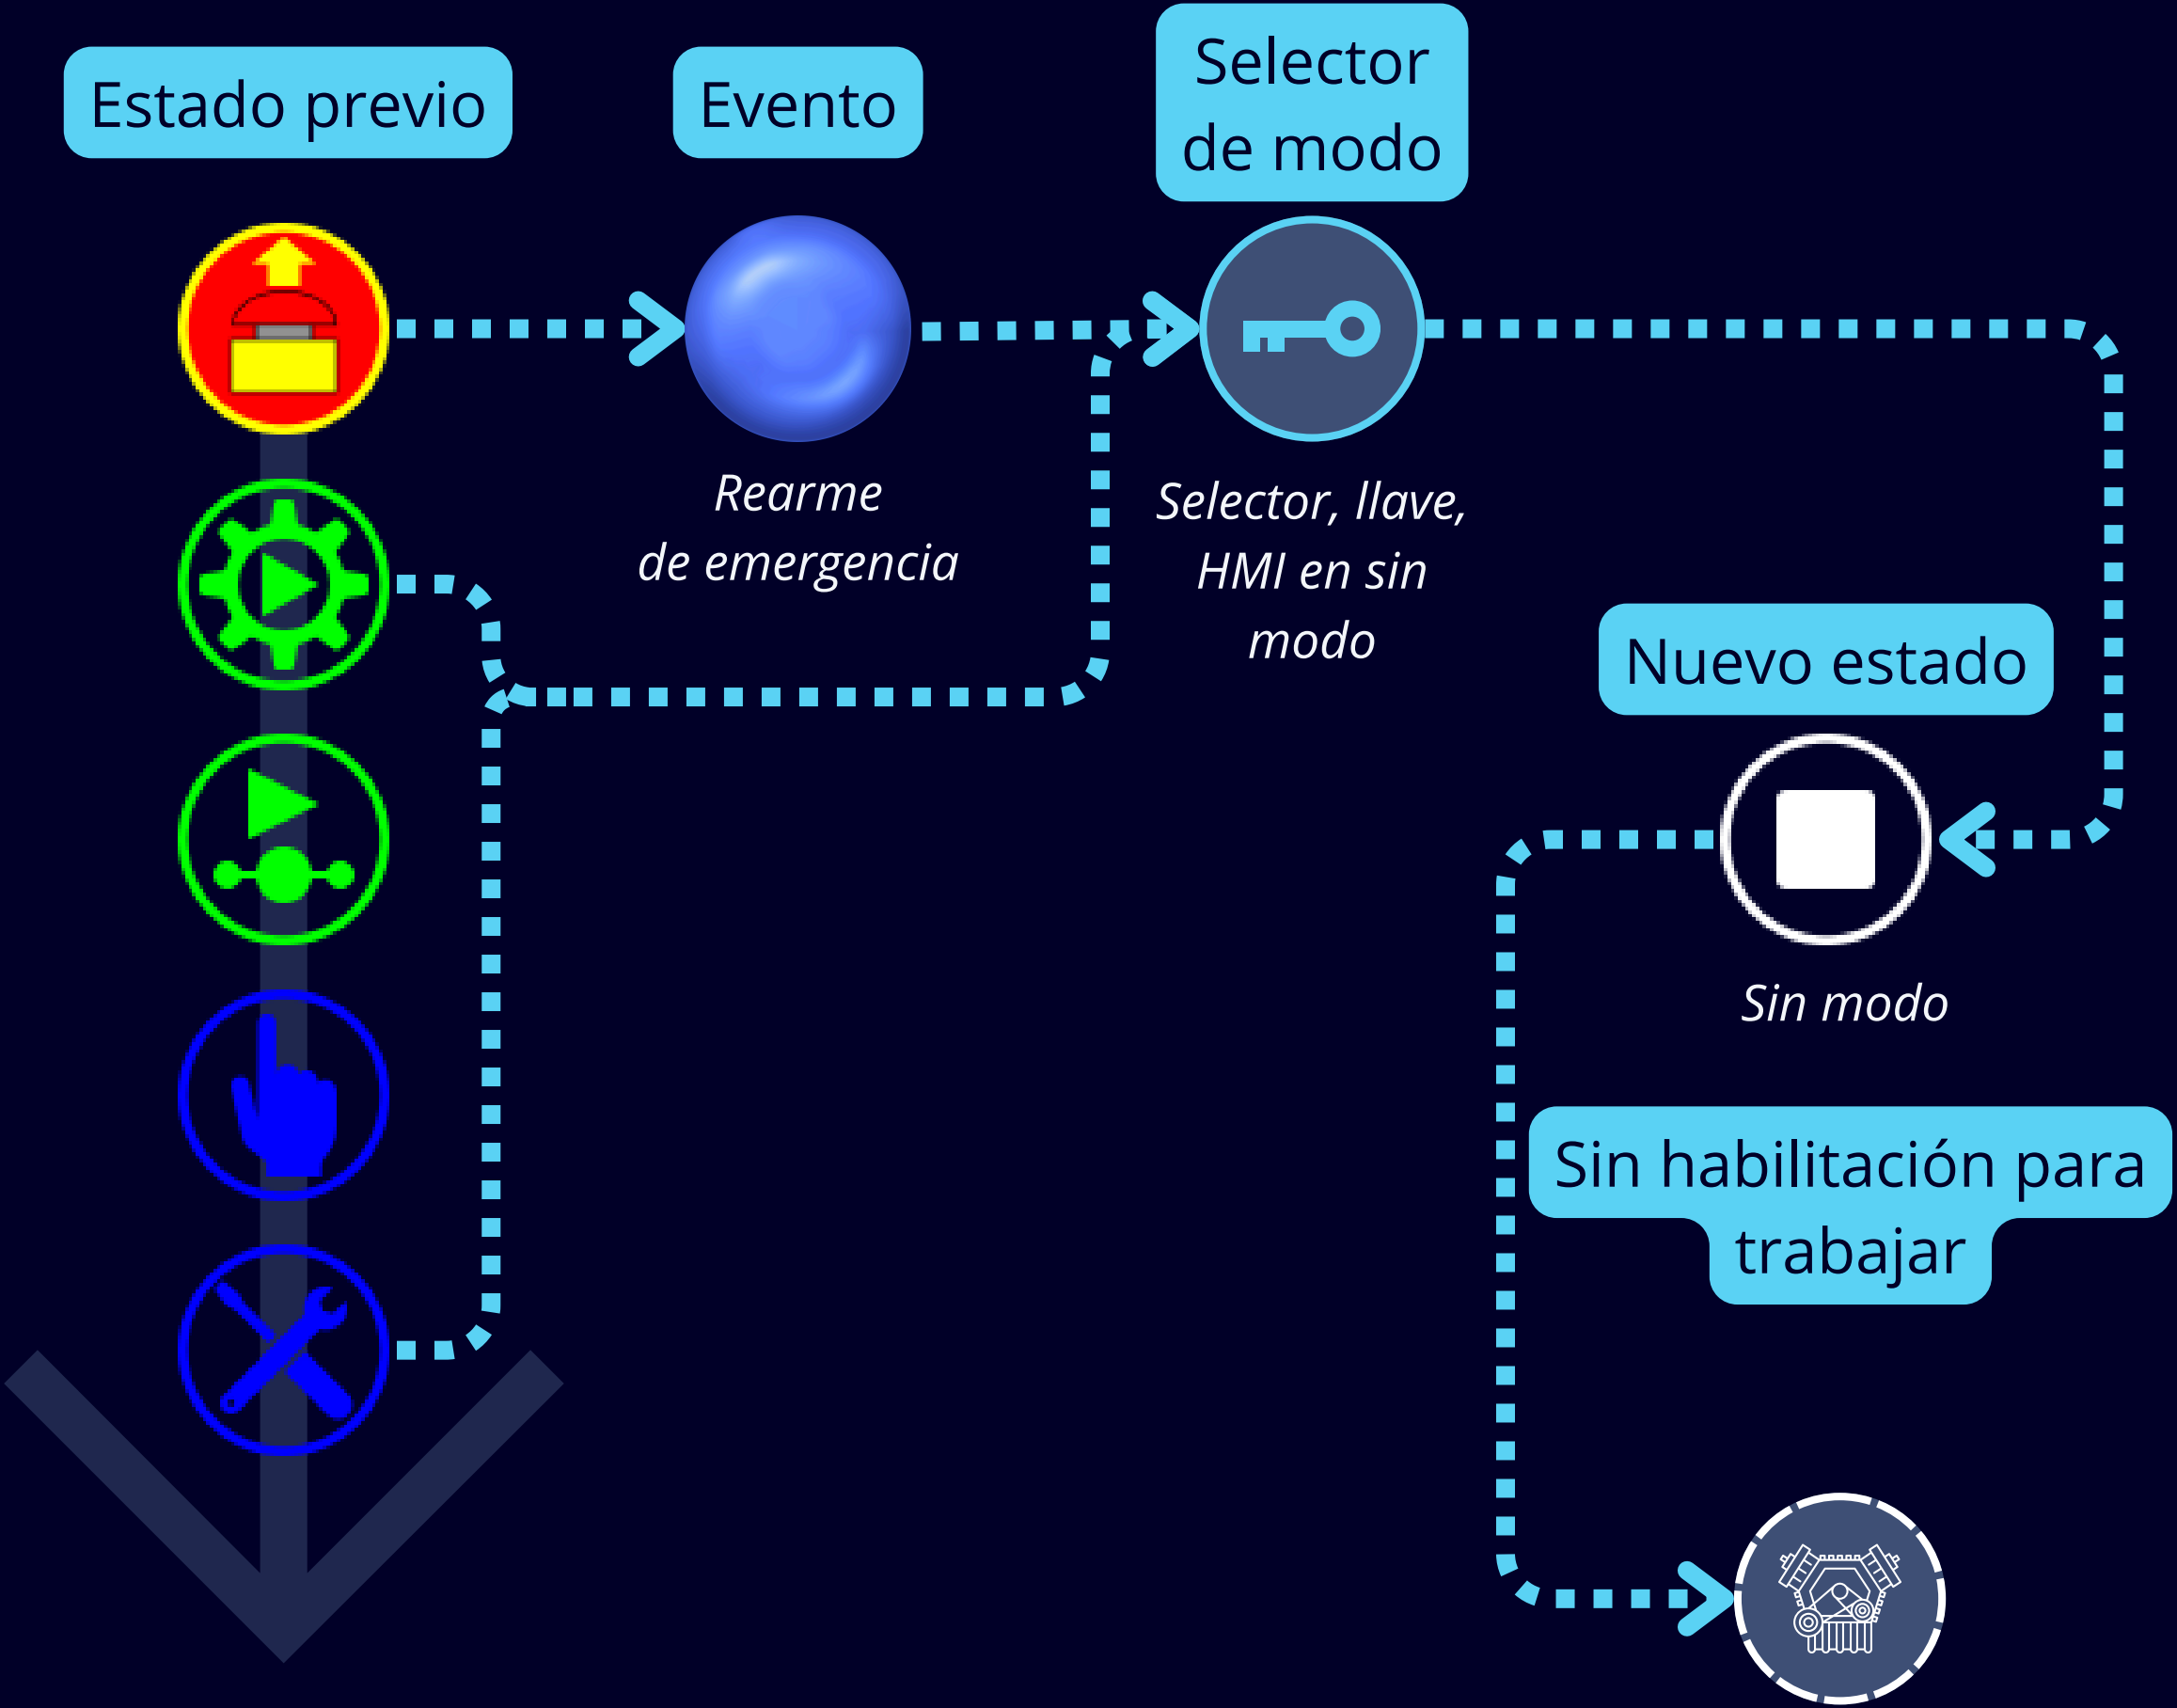 Estado previo
Evento
Selector
de modo
Rearme
de emergencia
Selector, llave,
HMI en sin
modo
Nuevo estado
Sin modo
Sin habilitación para
trabajar